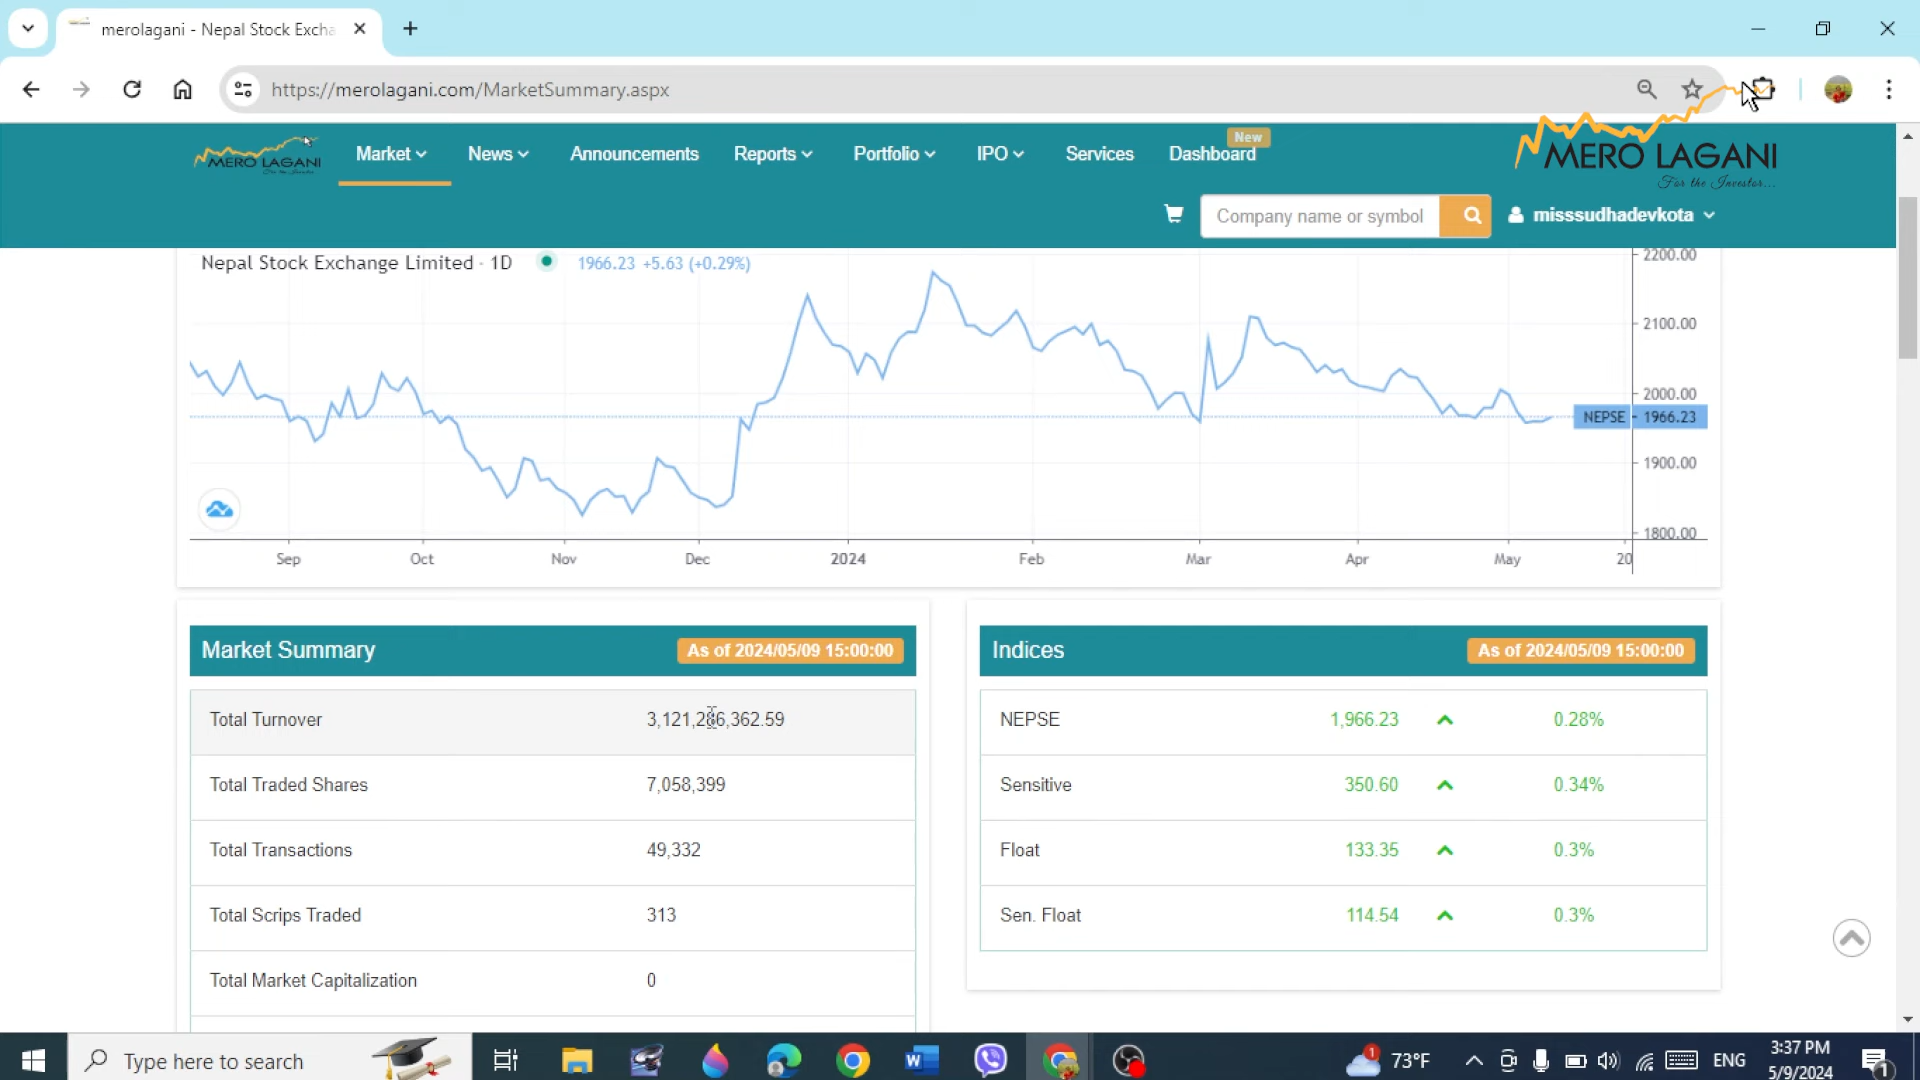 merolagani - Nepal Stock Excha
https://merolagani.com/MarketSummary.aspx
MERO LAGANI
Market
News
Announcements
Reports
Portfolio
IPO
Services
Dashboard
New
MERO LAGANI
For the Investor...
Company name or symbol
misssudhadevkota
Nepal Stock Exchange Limited · 1D
1966.23 +5.63 (+0.29%)
2200.00
2100.00
2000.00
NEPSE
1966.23
1900.00
1800.00
Sep
Oct
Nov
Dec
2024
Feb
Mar
Apr
May
20
Market Summary
As of 2024/05/09 15:00:00
Total Turnover 3,121,286,362.59
Total Traded Shares 7,058,399
Total Transactions 49,332
Total Scrips Traded 313
Total Market Capitalization 0
Indices
As of 2024/05/09 15:00:00
NEPSE 1,966.23 0.28%
Sensitive 350.60 0.34%
Float 133.35 0.3%
Sen. Float 114.54 0.3%
Type here to search
1
73°F
ENG
3:37 PM
5/9/2024
1